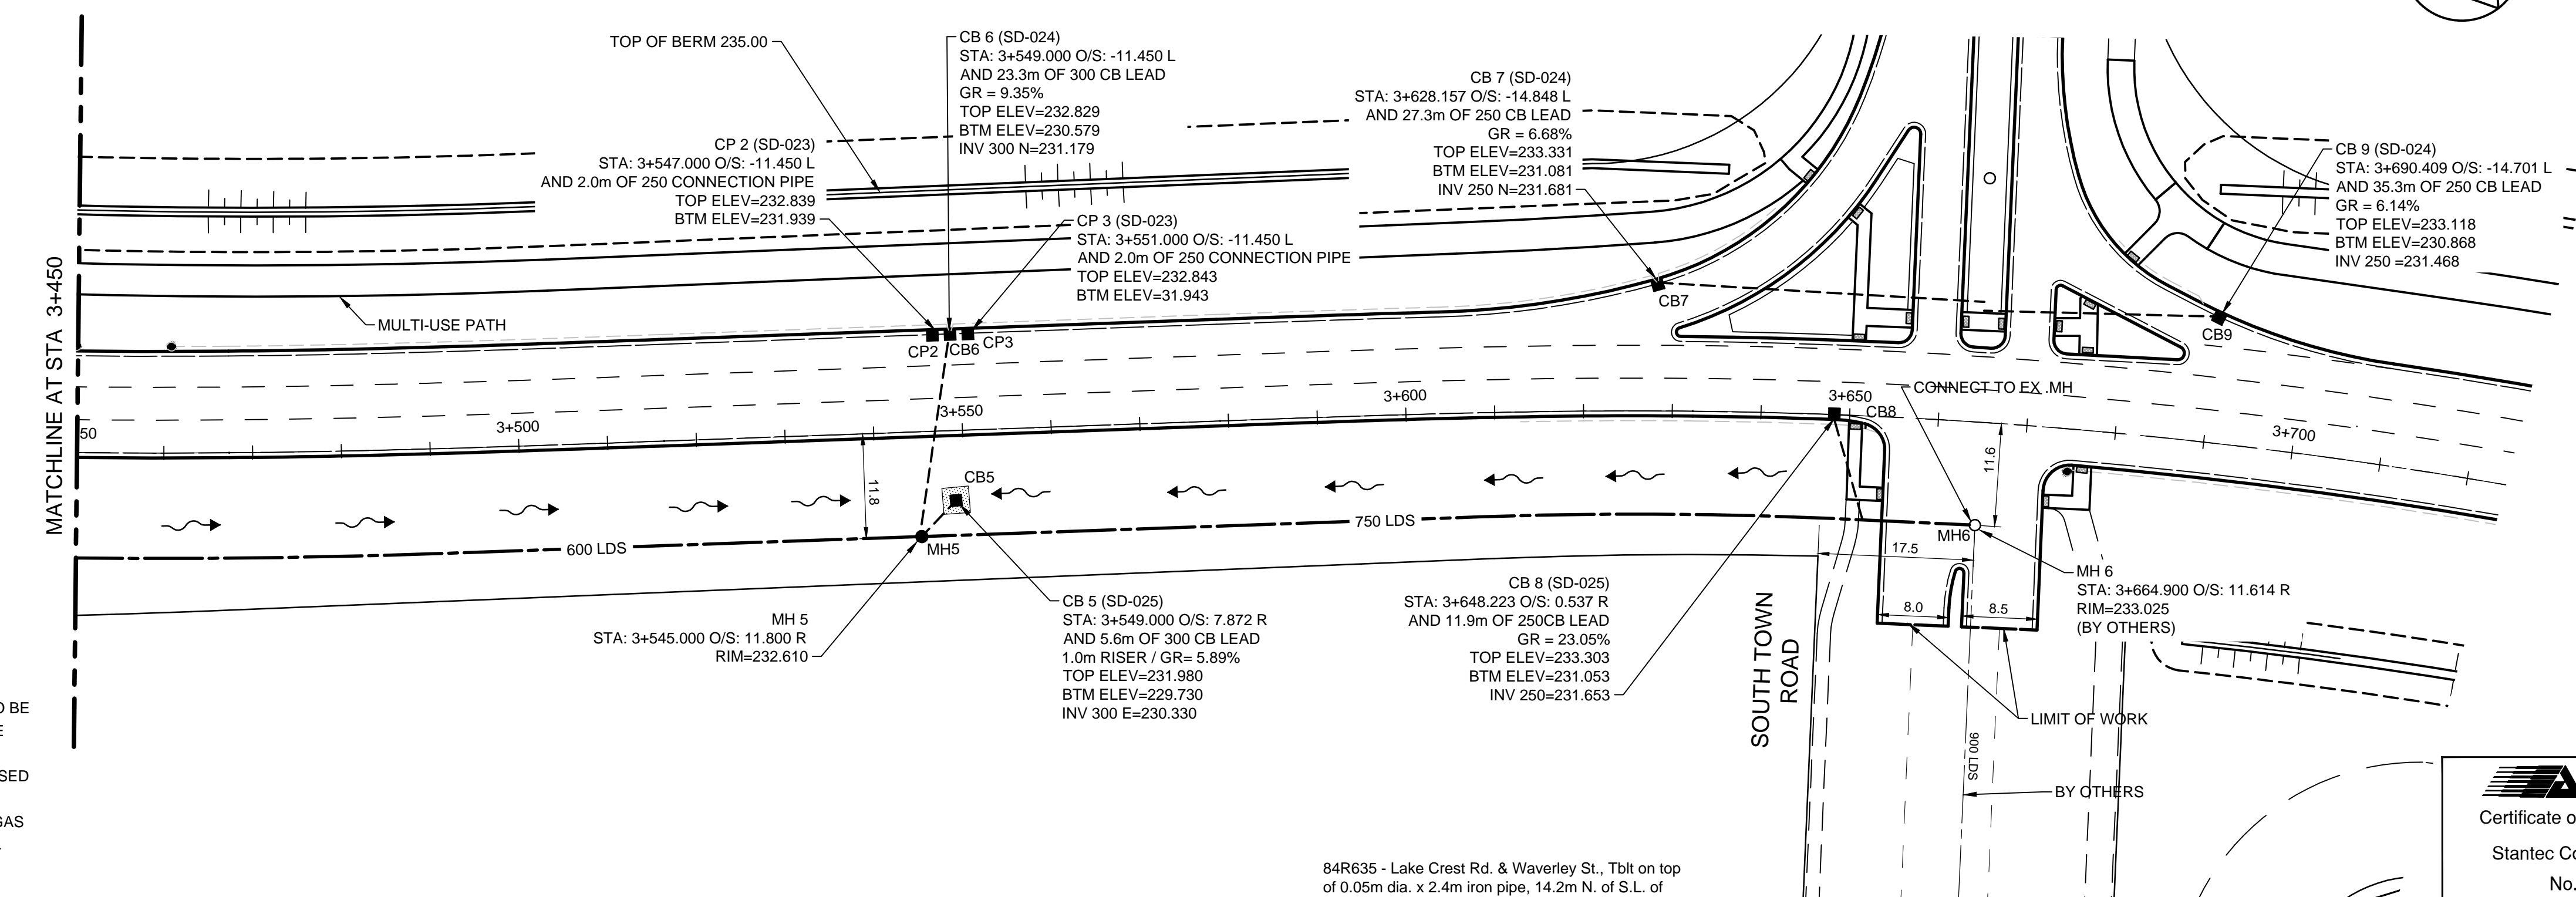 TOP OF BERM 235.00
CB 6 (SD-024)
STA: 3+549.000 O/S: -11.450 L
AND 23.3m OF 300 CB LEAD
GR = 9.35%
TOP ELEV=232.829
BTM ELEV=230.579
INV 300 N=231.179
CP 2 (SD-023)
STA: 3+547.000 O/S: -11.450 L
AND 2.0m OF 250 CONNECTION PIPE
TOP ELEV=232.839
BTM ELEV=231.939
CP 3 (SD-023)
STA: 3+551.000 O/S: -11.450 L
AND 2.0m OF 250 CONNECTION PIPE
TOP ELEV=232.843
BTM ELEV=31.943
CB 7 (SD-024)
STA: 3+628.157 O/S: -14.848 L
AND 27.3m OF 250 CB LEAD
GR = 6.68%
TOP ELEV=233.331
BTM ELEV=231.081
INV 250 N=231.681
CB 9 (SD-024)
STA: 3+690.409 O/S: -14.701 L
AND 35.3m OF 250 CB LEAD
GR = 6.14%
TOP ELEV=233.118
BTM ELEV=230.868
INV 250 =231.468
MATCHLINE AT STA 3+450
MULTI-USE PATH
CP2
CB6
CP3
CB7
CB9
50
3+500
3+550
3+600
3+650
3+700
CB8
CONNECT TO EX .MH
11.8
11.6
CB5
MH5
600 LDS
750 LDS
MH6
17.5
8.0
8.5
MH 5
STA: 3+545.000 O/S: 11.800 R
RIM=232.610
CB 5 (SD-025)
STA: 3+549.000 O/S: 7.872 R
AND 5.6m OF 300 CB LEAD
1.0m RISER / GR= 5.89%
TOP ELEV=231.980
BTM ELEV=229.730
INV 300 E=230.330
CB 8 (SD-025)
STA: 3+648.223 O/S: 0.537 R
AND 11.9m OF 250CB LEAD
GR = 23.05%
TOP ELEV=233.303
BTM ELEV=231.053
INV 250=231.653
MH 6
STA: 3+664.900 O/S: 11.614 R
RIM=233.025
(BY OTHERS)
SOUTH TOWN
ROAD
LIMIT OF WORK
900 LDS
BY OTHERS
BE
E
SED
GAS
84R635 - Lake Crest Rd. & Waverley St., Tblt on top
of 0.05m dia. x 2.4m iron pipe, 14.2m N. of S.L. of
Certificate o
Stantec Co
No.